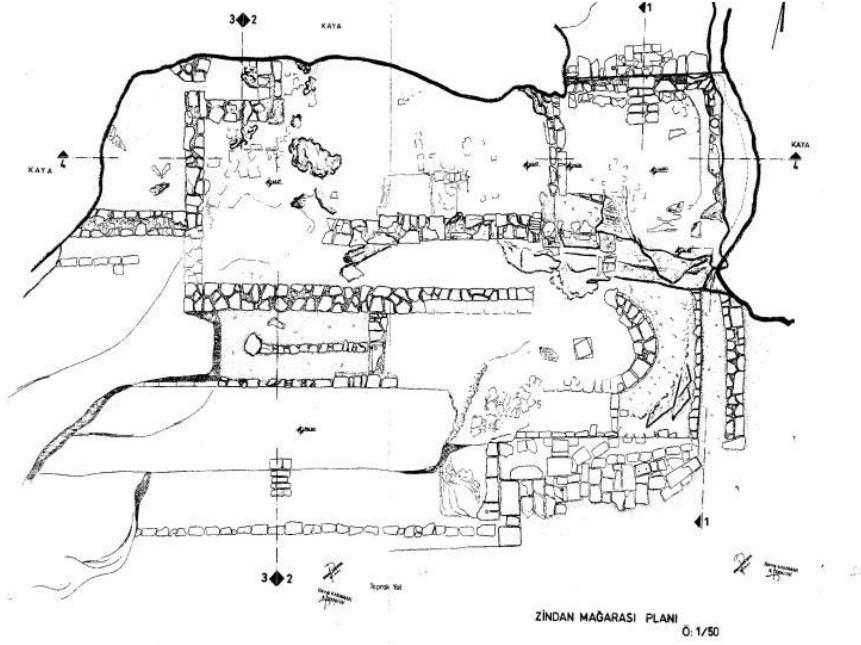 3 2
1
KAYA
KAYA
4
KAYA
4
1
3 2
Toprak Yol
ZİNDAN MAĞARASI PLANI
Ö: 1/50